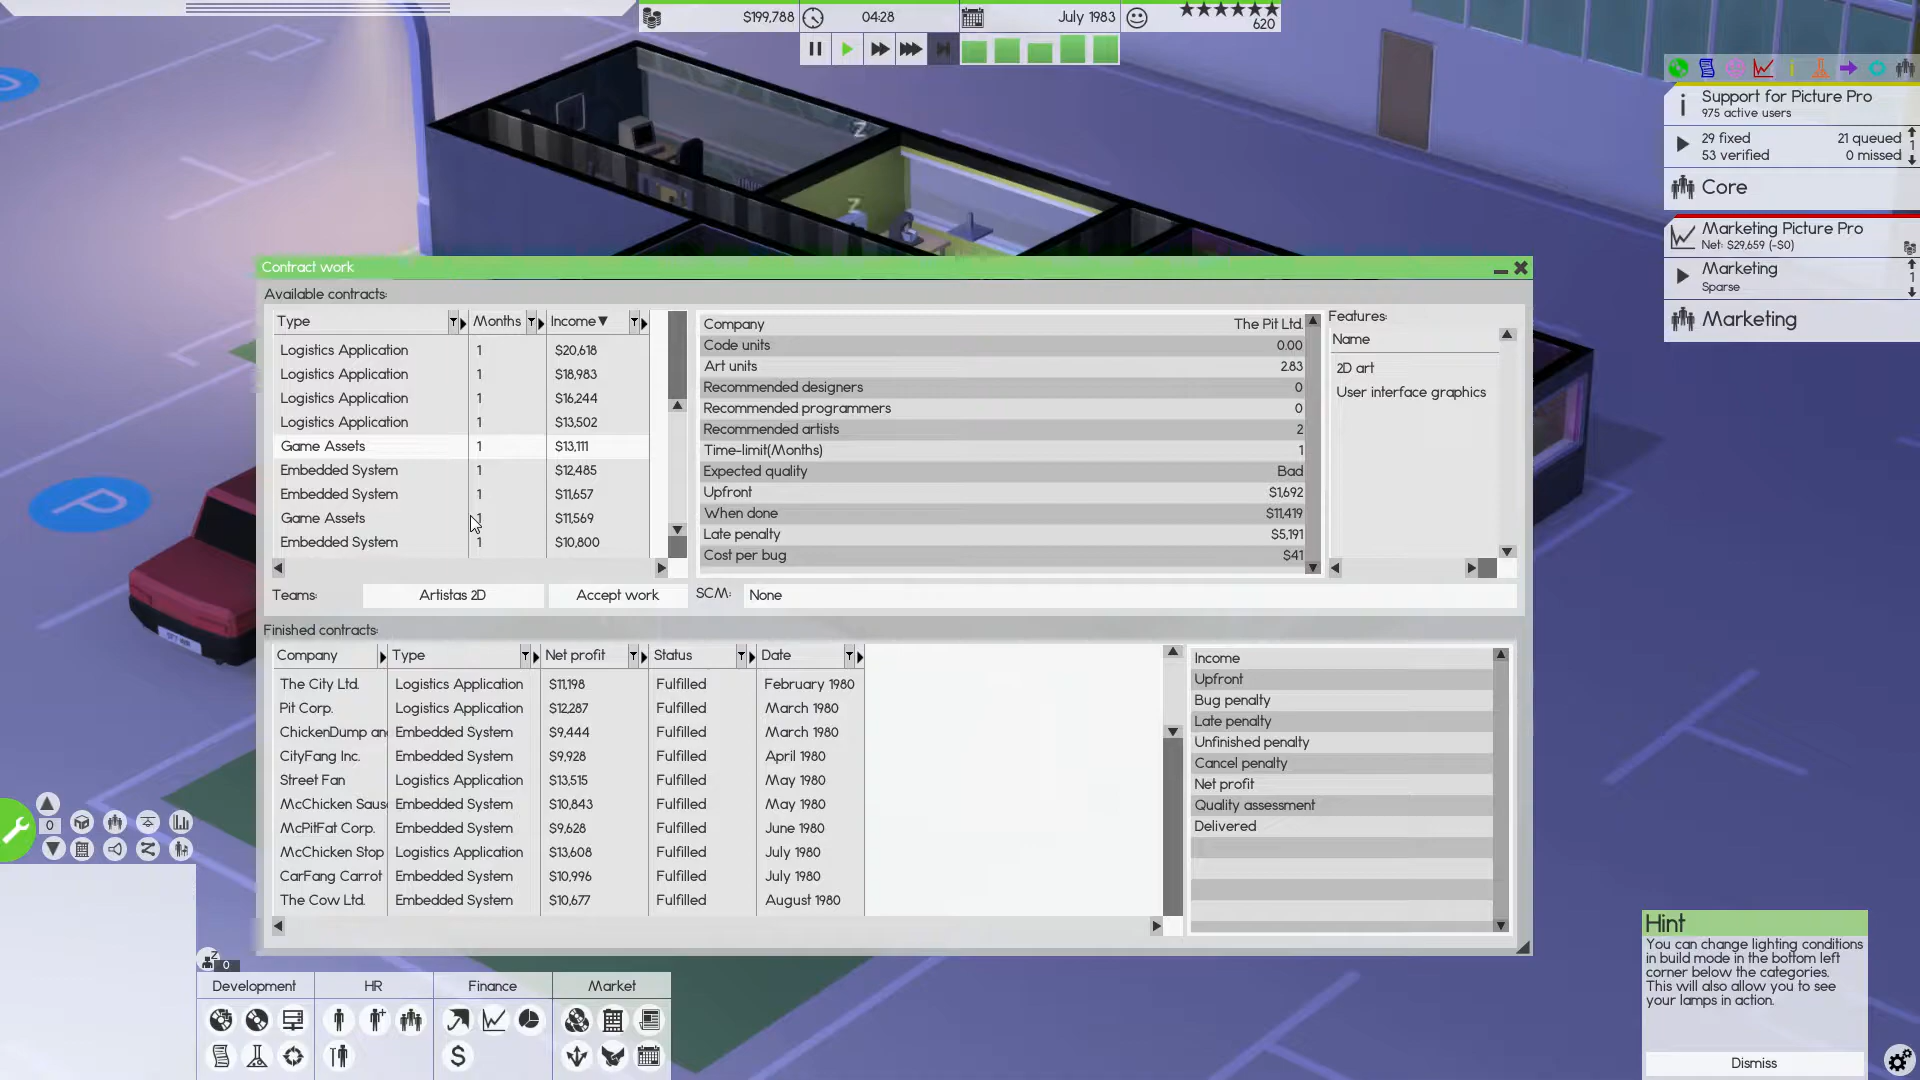 $199,788
04:28
July 1983
620
Support for Picture Pro
975 active users
29 fixed
21 queued
53 verified
0 missed
1
Core
Marketing Picture Pro
Net: $29,659 (-$0)
Marketing
Sparse
1
Marketing
Contract work
Available contracts:
Type
Months
Income
Logistics Application 1 $20,618
Logistics Application 1 $18,983
Logistics Application 1 $16,244
Logistics Application 1 $13,502
Game Assets 1 $13,111
Embedded System 1 $12,485
Embedded System 1 $11,657
Game Assets 1 $11,569
Embedded System 1 $10,800
Company The Pit Ltd.
Code units 0.00
Art units 2.83
Recommended designers 0
Recommended programmers 0
Recommended artists 2
Time-limit(Months) 1
Expected quality Bad
Upfront $1,692
When done $11,419
Late penalty $5,191
Cost per bug $41
Features:
Name
2D art
User interface graphics
Teams:
Artistas 2D
Accept work
SCM:
None
Finished contracts:
Company Type Net profit Status Date
The City Ltd. Logistics Application $11,198 Fulfilled February 1980
Pit Corp. Logistics Application $12,287 Fulfilled March 1980
ChickenDump an Embedded System $9,444 Fulfilled March 1980
CityFang Inc. Embedded System $9,928 Fulfilled April 1980
Street Fan Logistics Application $13,515 Fulfilled May 1980
McChicken Saus Embedded System $10,843 Fulfilled May 1980
McPitFat Corp. Embedded System $9,628 Fulfilled June 1980
McChicken Stop Logistics Application $13,608 Fulfilled July 1980
CarFang Carrot Embedded System $10,996 Fulfilled July 1980
The Cow Ltd. Embedded System $10,677 Fulfilled August 1980
Income
Upfront
Bug penalty
Late penalty
Unfinished penalty
Cancel penalty
Net profit
Quality assessment
Delivered
P
Z
Z
0
Z
0
Development
HR
Finance
Market
$
Hint
You can change lighting conditions
in build mode in the bottom left
corner below the categories.
This will also allow you to see
your lamps in action.
Dismiss